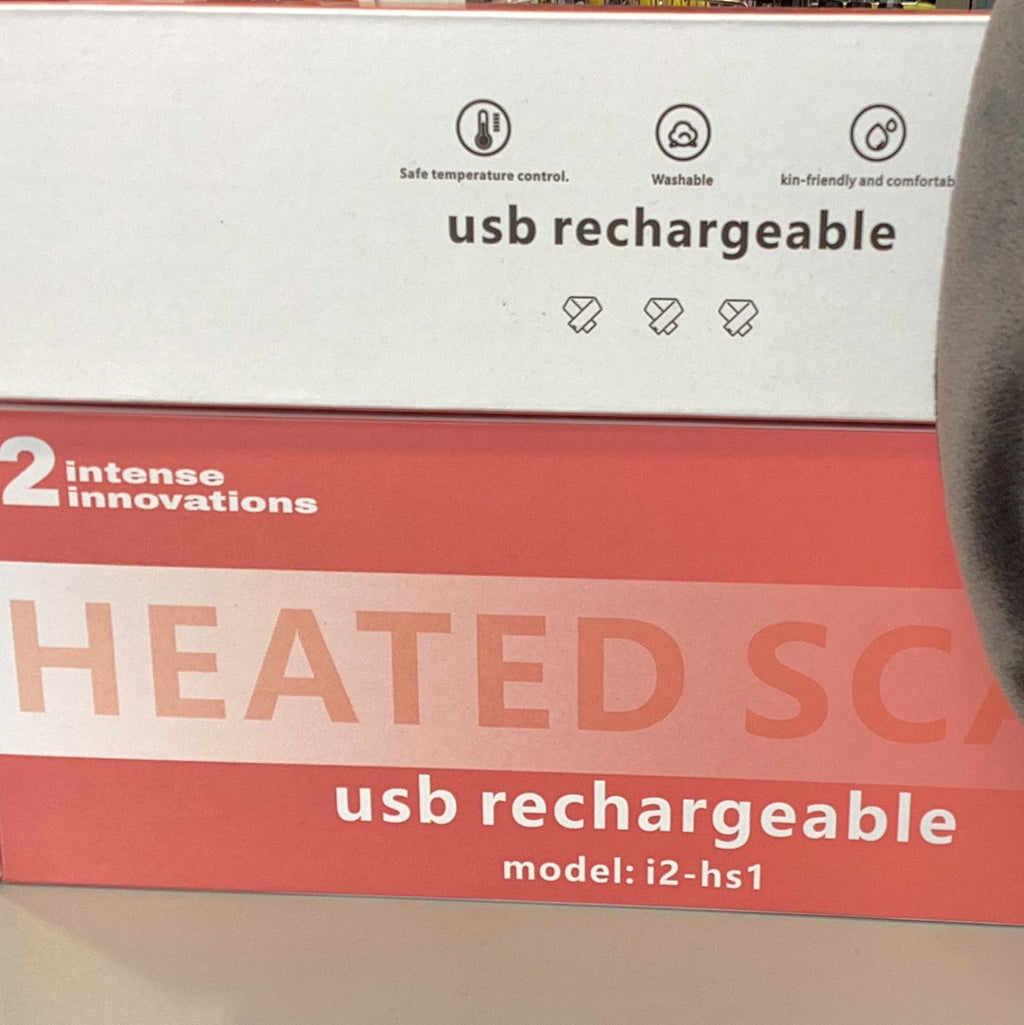 Safe temperature control.
Washable
kin-friendly and comfortab
usb rechargeable
2 intense
innovations
HEATED SCA
usb rechargeable
model: i2-hs1